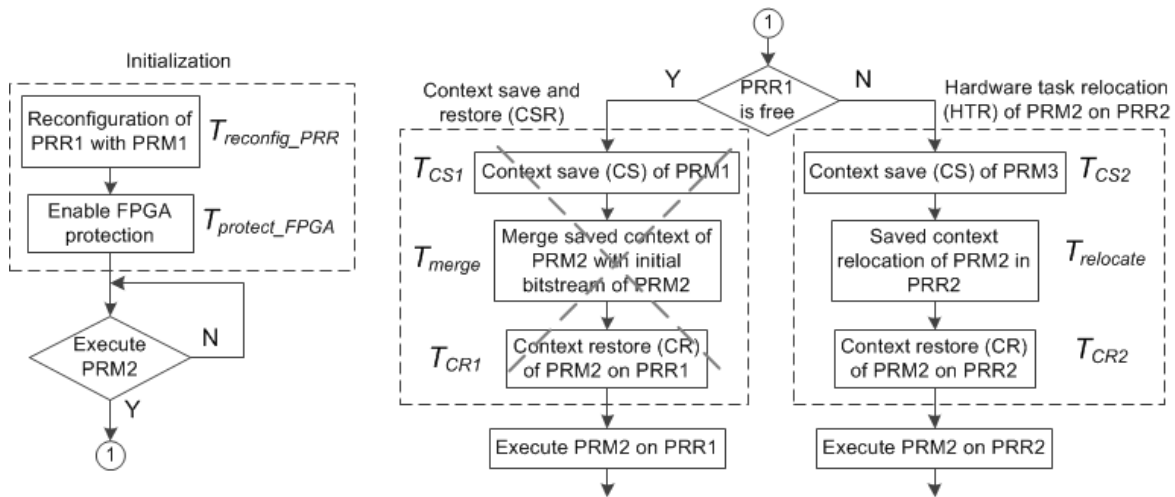 Initialization
Reconfiguration of
PRR1 with PRM1
T_reconfig_PRR
Enable FPGA
protection
T_protect_FPGA
Execute
PRM2
N
Y
1
1
PRR1
is free
Y
N
Context save and
restore (CSR)
T_CS1
Context save (CS) of PRM1
T_merge
Merge saved context of
PRM2 with initial
bitstream of PRM2
T_CR1
Context restore (CR)
of PRM2 on PRR1
Execute PRM2 on PRR1
Hardware task relocation
(HTR) of PRM2 on PRR2
Context save (CS) of PRM3
T_CS2
Saved context
relocation of PRM2 in
PRR2
T_relocate
Context restore (CR)
of PRM2 on PRR2
T_CR2
Execute PRM2 on PRR2